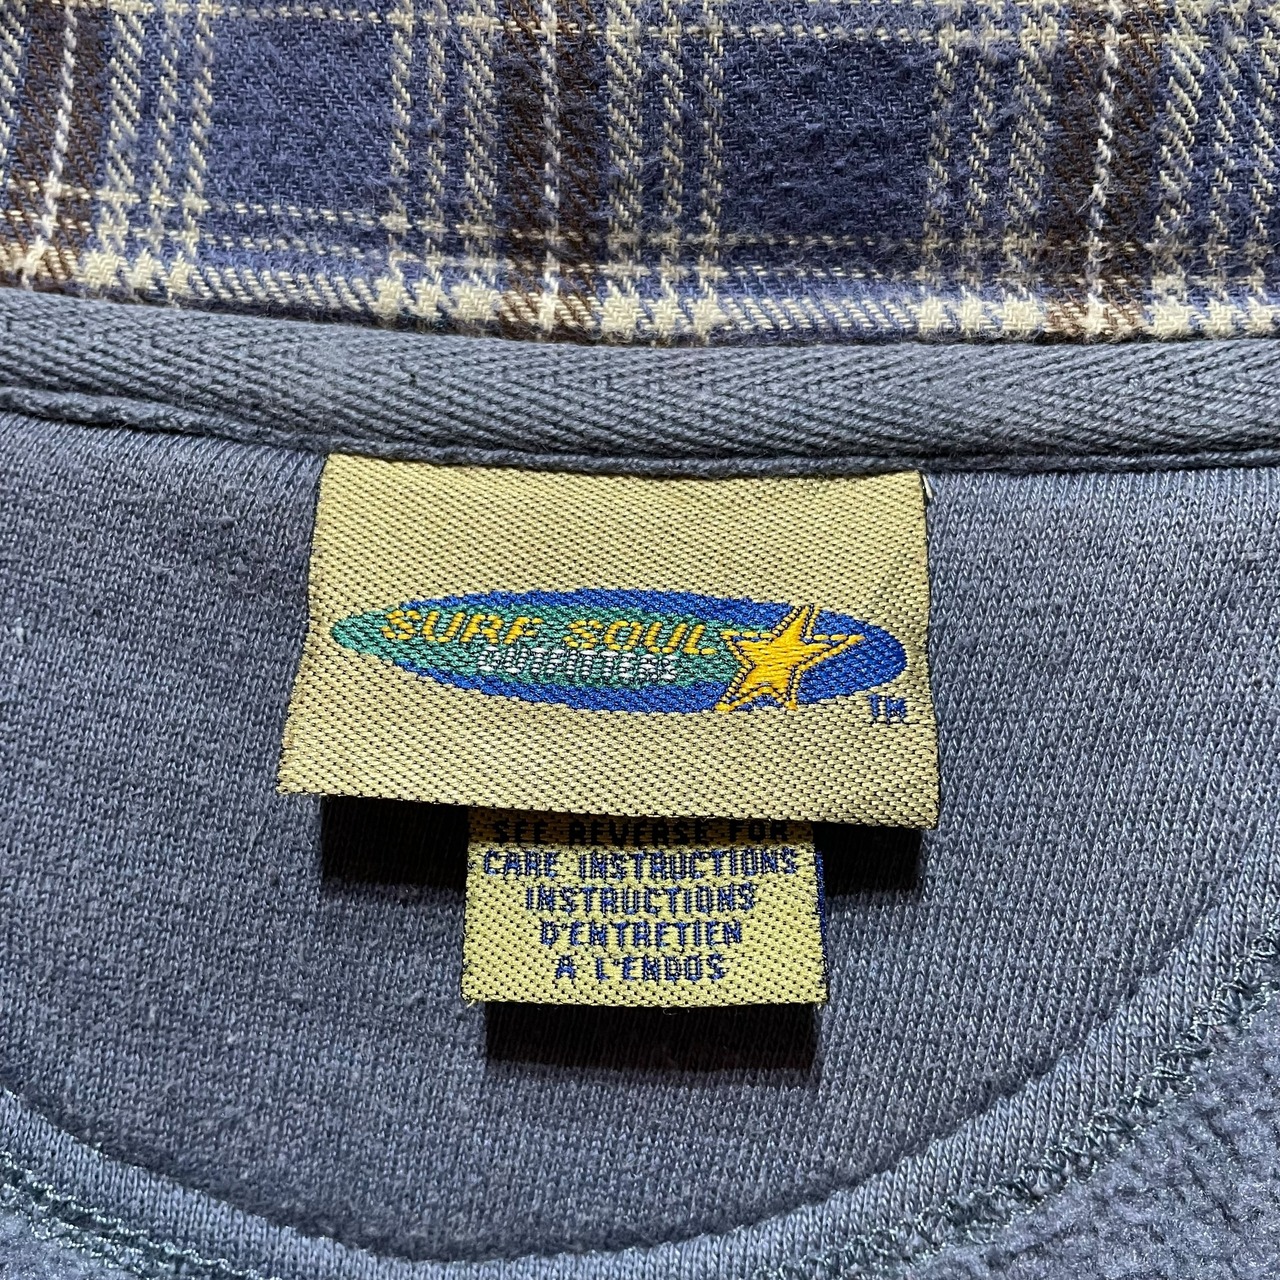 SURF SOUL
OUTFITTERS
TM
SEE REVERSE FOR
CARE INSTRUCTIONS
INSTRUCTIONS
D'ENTRETIEN
A L'ENDOS